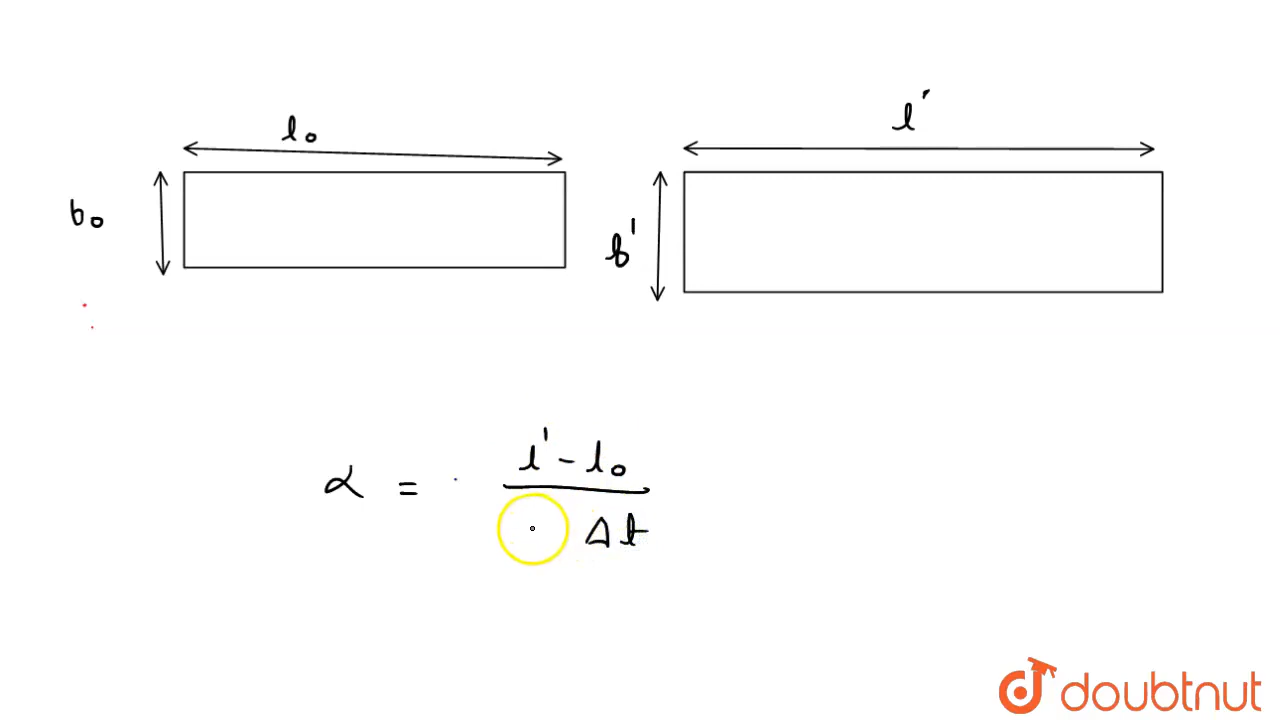 l₀
l'
b₀
b'
α = l' - l₀ / Δt
doubtnut